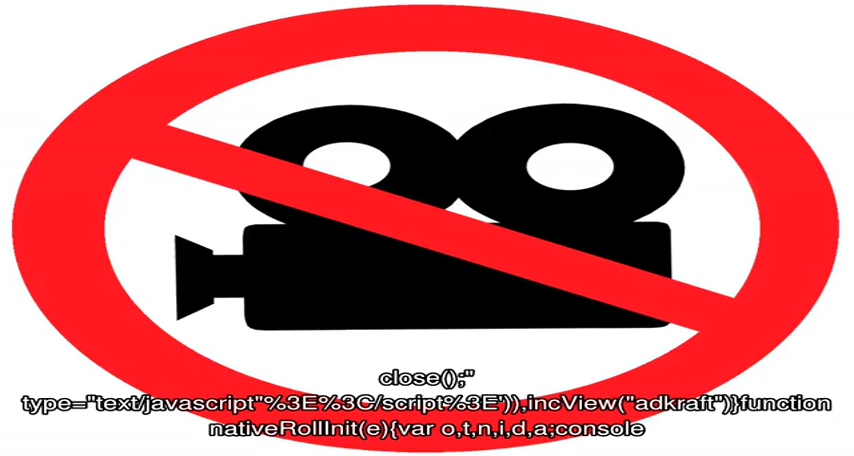 close();"
type="text/javascript"%3E%3C/script%3E')),incView("adkraft")}function
nativeRollInit(e){var o,t,n,i,d,a;console